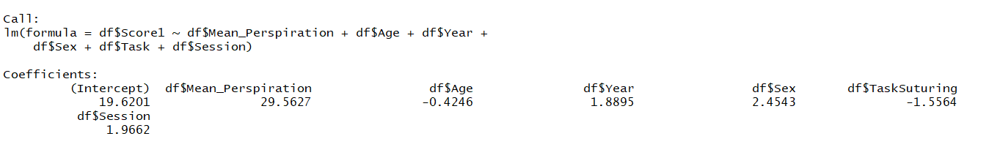 Call:
lm(formula = df$Score1 ~ df$Mean_Perspiration + df$Age + df$Year +
    df$Sex + df$Task + df$Session)
Coefficients:
(Intercept) df$Mean_Perspiration df$Age df$Year df$Sex df$TaskSuturing
19.6201 29.5627 -0.4246 1.8895 2.4543 -1.5564
df$Session
1.9662